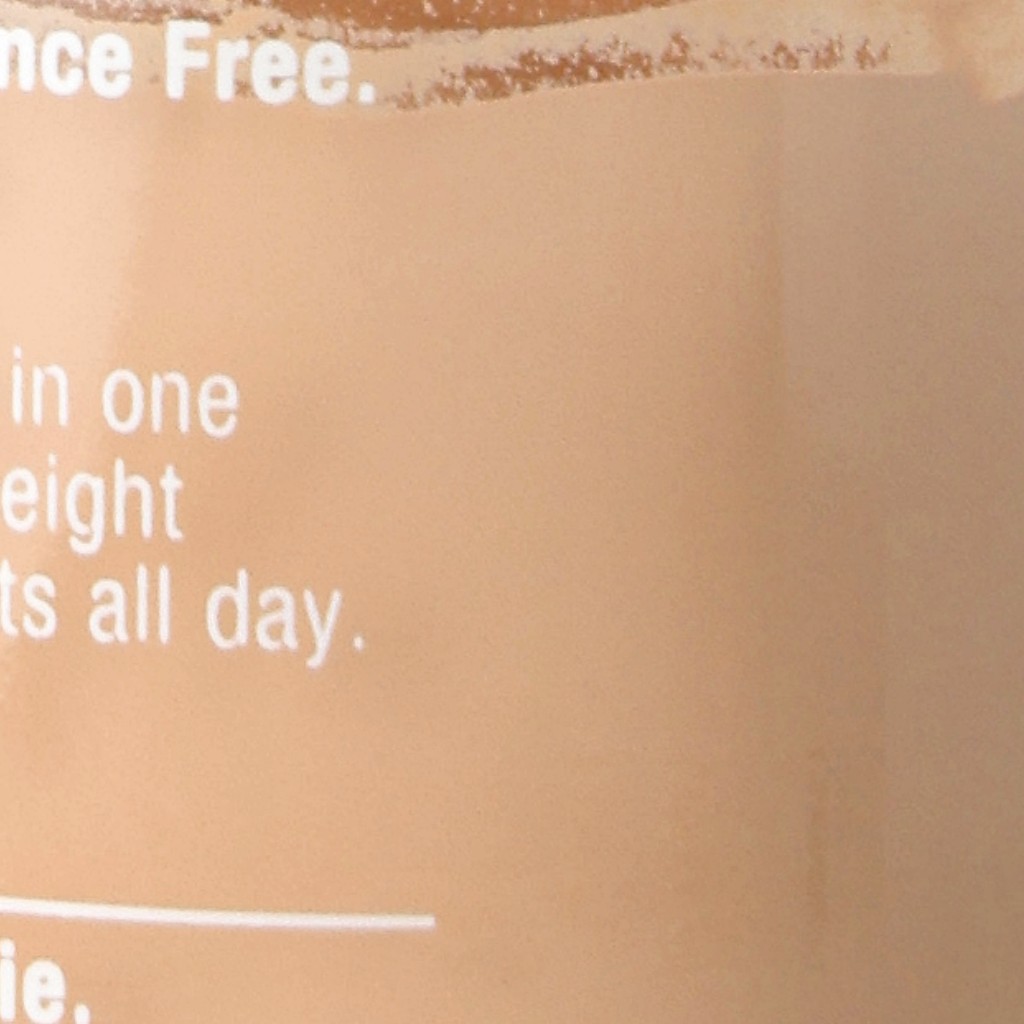 nce Free.
in one
eight
ts all day.
ie.